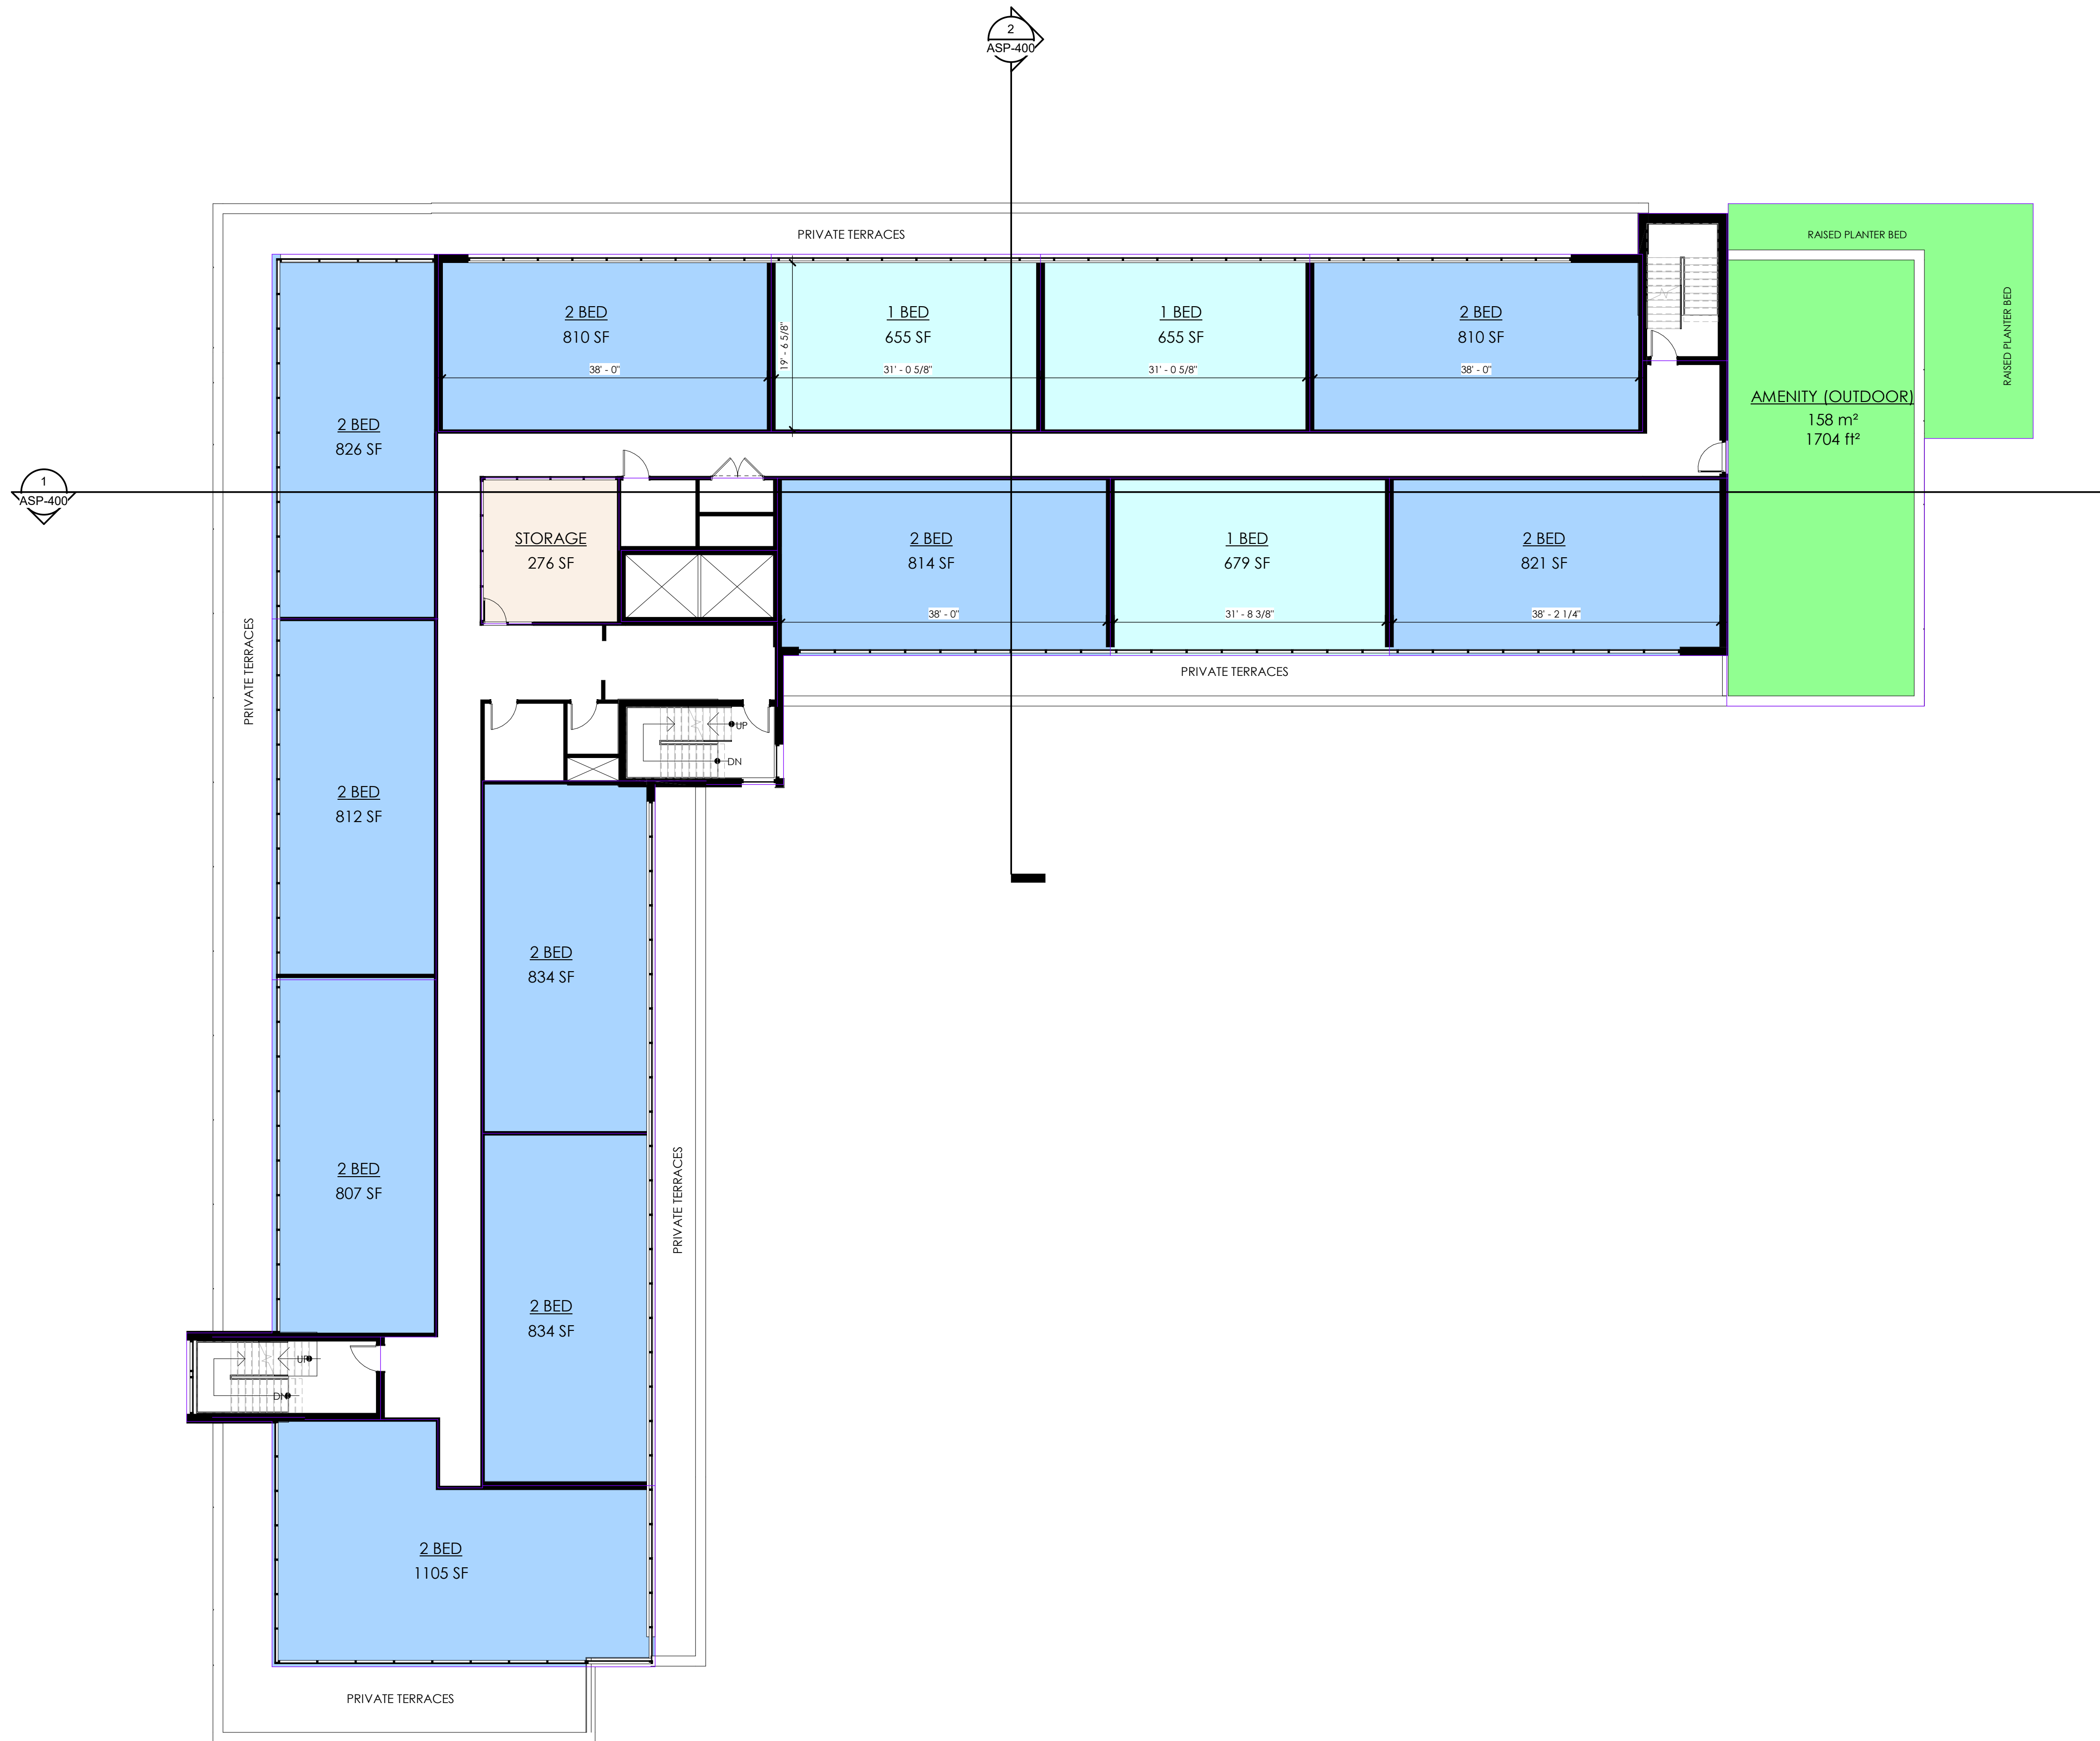 2
ASP-400
PRIVATE TERRACES
RAISED PLANTER BED
RAISED PLANTER BED
2 BED
810 SF
38' - 0"
19' - 6 5/8"
1 BED
655 SF
31' - 0 5/8"
1 BED
655 SF
31' - 0 5/8"
2 BED
810 SF
38' - 0"
AMENITY (OUTDOOR)
158 m²
1704 ft²
2 BED
826 SF
1
ASP-400
STORAGE
276 SF
2 BED
814 SF
38' - 0"
1 BED
679 SF
31' - 8 3/8"
2 BED
821 SF
38' - 2 1/4"
PRIVATE TERRACES
PRIVATE TERRACES
UP
DN
2 BED
812 SF
2 BED
834 SF
2 BED
807 SF
PRIVATE TERRACES
2 BED
834 SF
UP
DN
2 BED
1105 SF
PRIVATE TERRACES